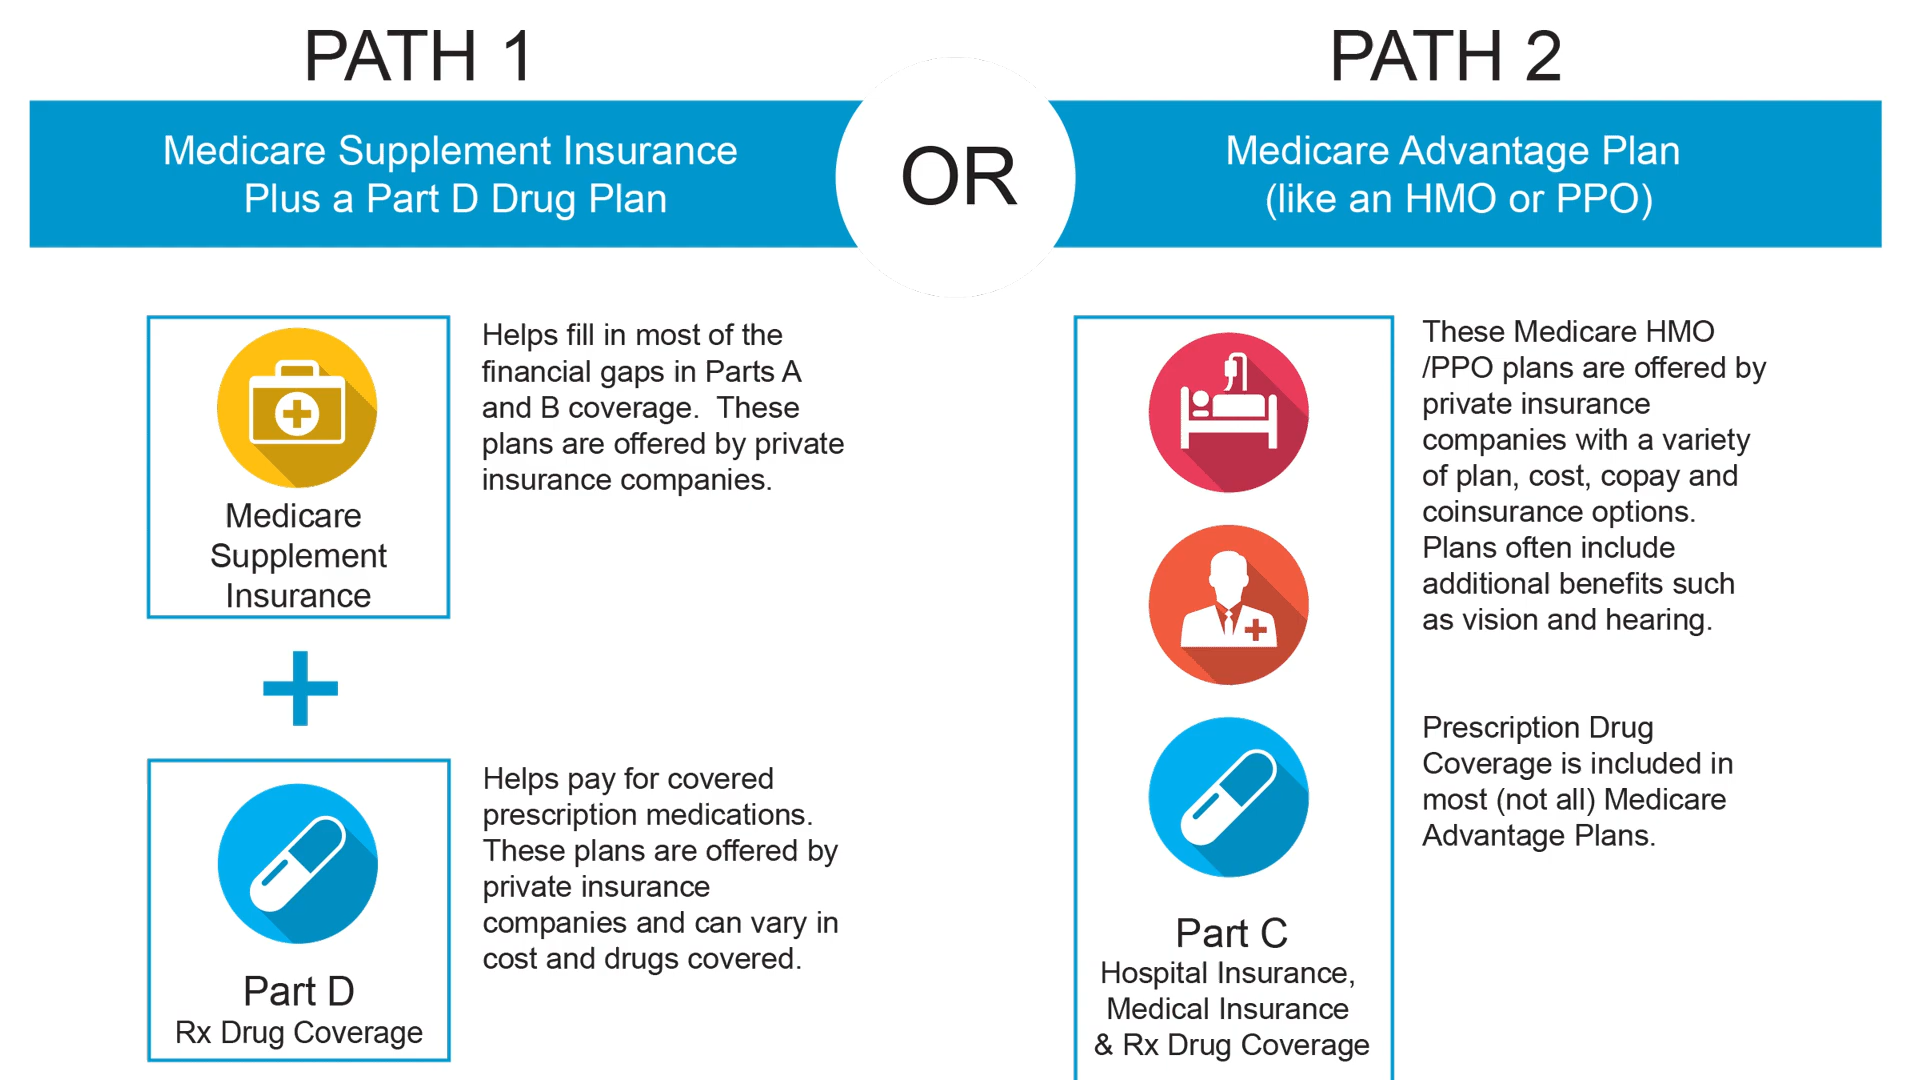 PATH 1
Medicare Supplement Insurance
Plus a Part D Drug Plan
OR
PATH 2
Medicare Advantage Plan
(like an HMO or PPO)
Medicare
Supplement
Insurance
Helps fill in most of the
financial gaps in Parts A
and B coverage.  These
plans are offered by private
insurance companies.
Part D
Rx Drug Coverage
Helps pay for covered
prescription medications.
These plans are offered by
private insurance
companies and can vary in
cost and drugs covered.
Part C
Hospital Insurance,
Medical Insurance
& Rx Drug Coverage
These Medicare HMO
/PPO plans are offered by
private insurance
companies with a variety
of plan, cost, copay and
coinsurance options.
Plans often include
additional benefits such
as vision and hearing.
Prescription Drug
Coverage is included in
most (not all) Medicare
Advantage Plans.